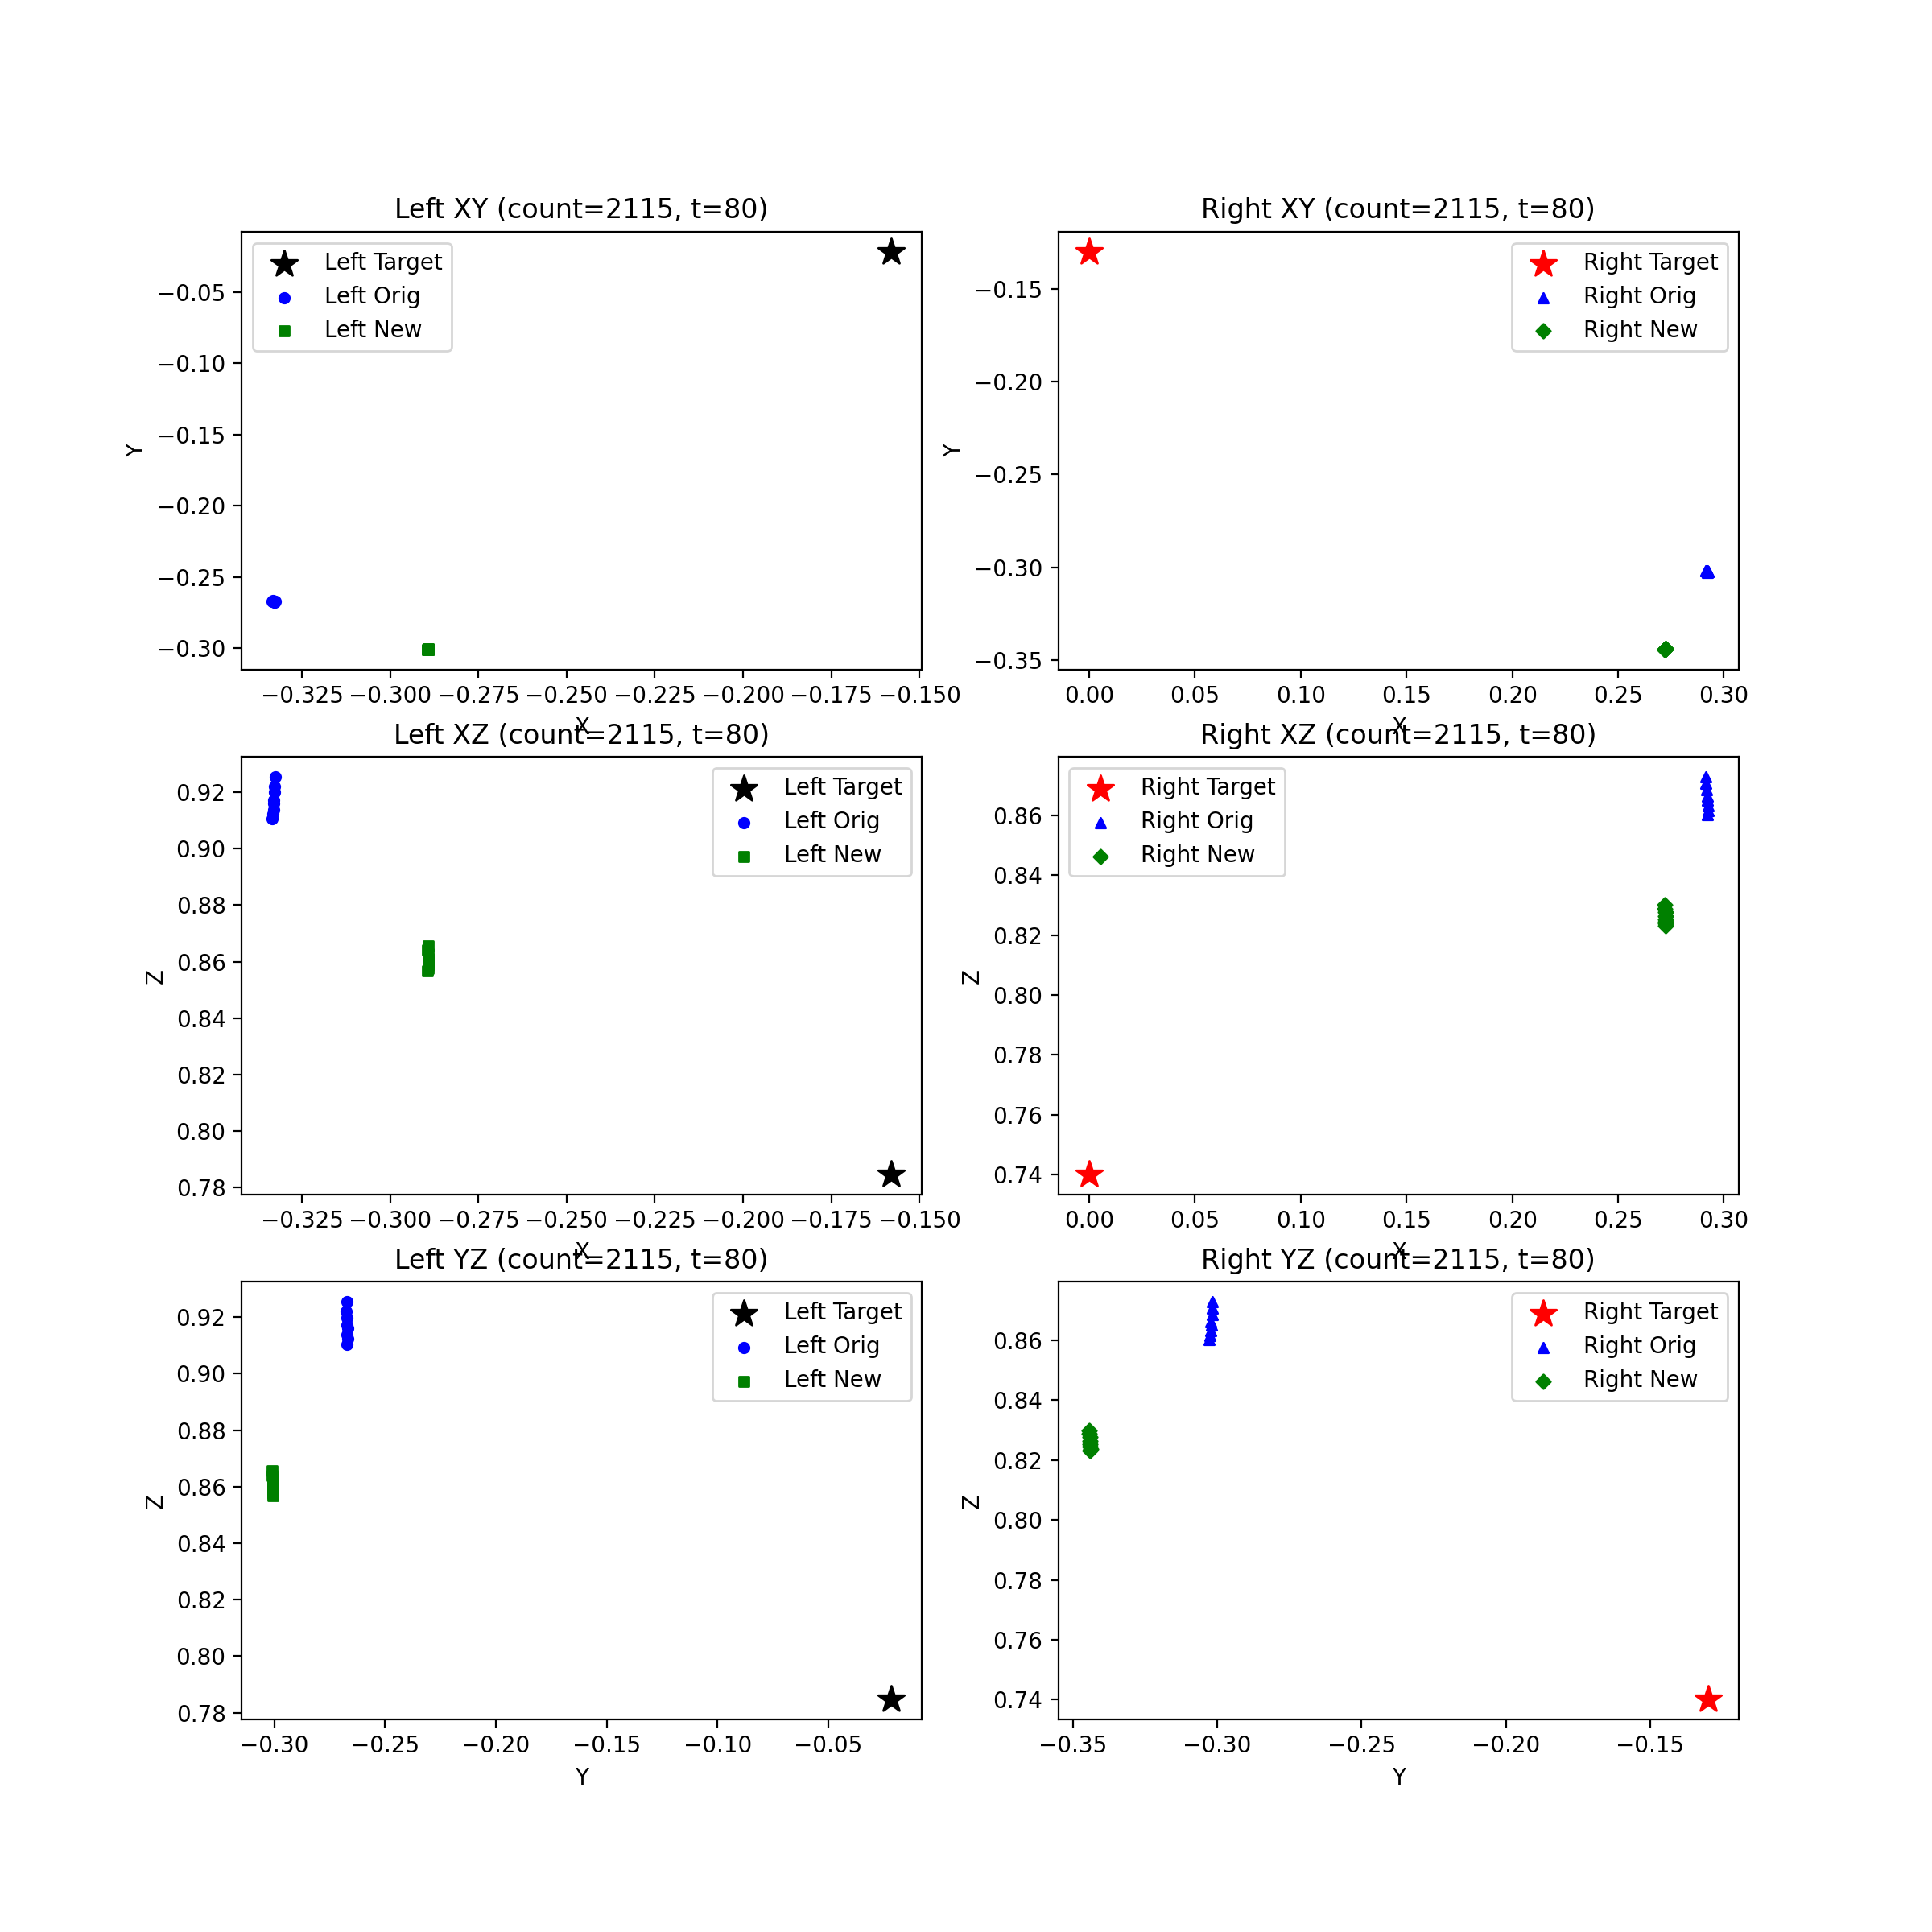 Left XY (count=2115, t=80)
Left Target
Left Orig
Left New
Y
−0.05
−0.10
−0.15
−0.20
−0.25
−0.30
−0.325 −0.300 −0.275 −0.250 −0.225 −0.200 −0.175 −0.150
X
Right XY (count=2115, t=80)
Right Target
Right Orig
Right New
Y
−0.15
−0.20
−0.25
−0.30
−0.35
0.00 0.05 0.10 0.15 0.20 0.25 0.30
X
Left XZ (count=2115, t=80)
Left Target
Left Orig
Left New
Z
0.92
0.90
0.88
0.86
0.84
0.82
0.80
0.78
−0.325 −0.300 −0.275 −0.250 −0.225 −0.200 −0.175 −0.150
X
Right XZ (count=2115, t=80)
Right Target
Right Orig
Right New
Z
0.86
0.84
0.82
0.80
0.78
0.76
0.74
0.00 0.05 0.10 0.15 0.20 0.25 0.30
X
Left YZ (count=2115, t=80)
Left Target
Left Orig
Left New
Z
0.92
0.90
0.88
0.86
0.84
0.82
0.80
0.78
−0.30 −0.25 −0.20 −0.15 −0.10 −0.05
Y
Right YZ (count=2115, t=80)
Right Target
Right Orig
Right New
Z
0.86
0.84
0.82
0.80
0.78
0.76
0.74
−0.35 −0.30 −0.25 −0.20 −0.15
Y